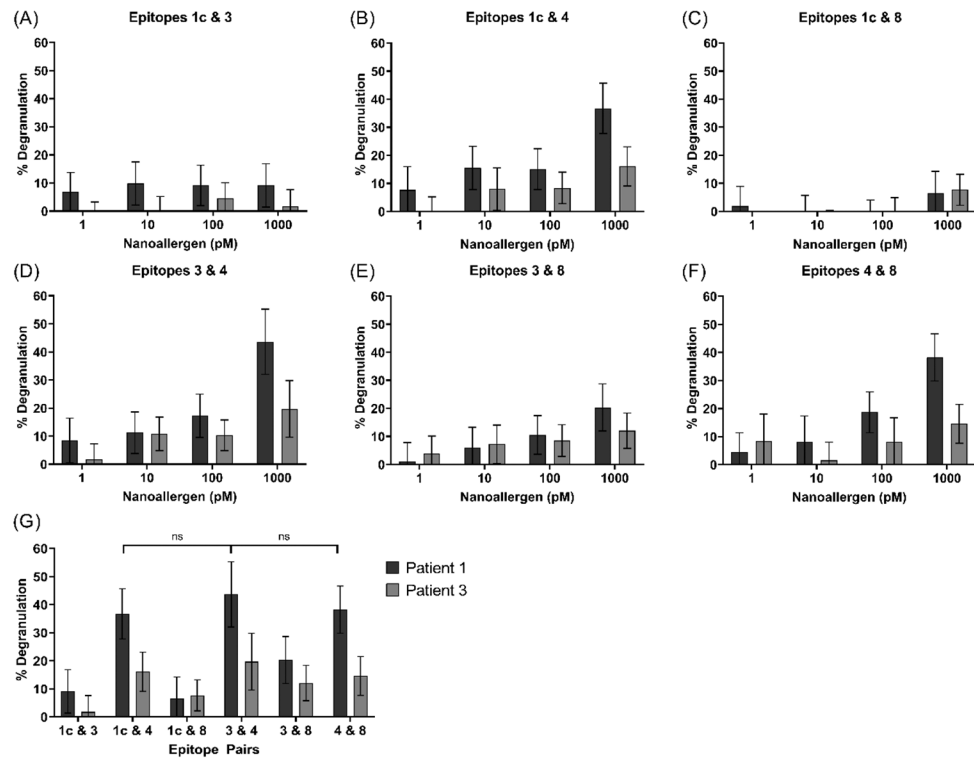 (A) Epitopes 1c & 3
60
50
40
30
20
10
0
% Degranulation
1 10 100 1000
Nanoallergen (pM)
(B) Epitopes 1c & 4
60
50
40
30
20
10
0
% Degranulation
1 10 100 1000
Nanoallergen (pM)
(C) Epitopes 1c & 8
60
50
40
30
20
10
0
% Degranulation
1 10 100 1000
Nanoallergen (pM)
(D) Epitopes 3 & 4
60
50
40
30
20
10
0
% Degranulation
1 10 100 1000
Nanoallergen (pM)
(E) Epitopes 3 & 8
60
50
40
30
20
10
0
% Degranulation
1 10 100 1000
Nanoallergen (pM)
(F) Epitopes 4 & 8
60
50
40
30
20
10
0
% Degranulation
1 10 100 1000
Nanoallergen (pM)
(G)
ns ns
60
50
40
30
20
10
0
% Degranulation
1c & 3 1c & 4 1c & 8 3 & 4 3 & 8 4 & 8
Epitope Pairs
Patient 1
Patient 3